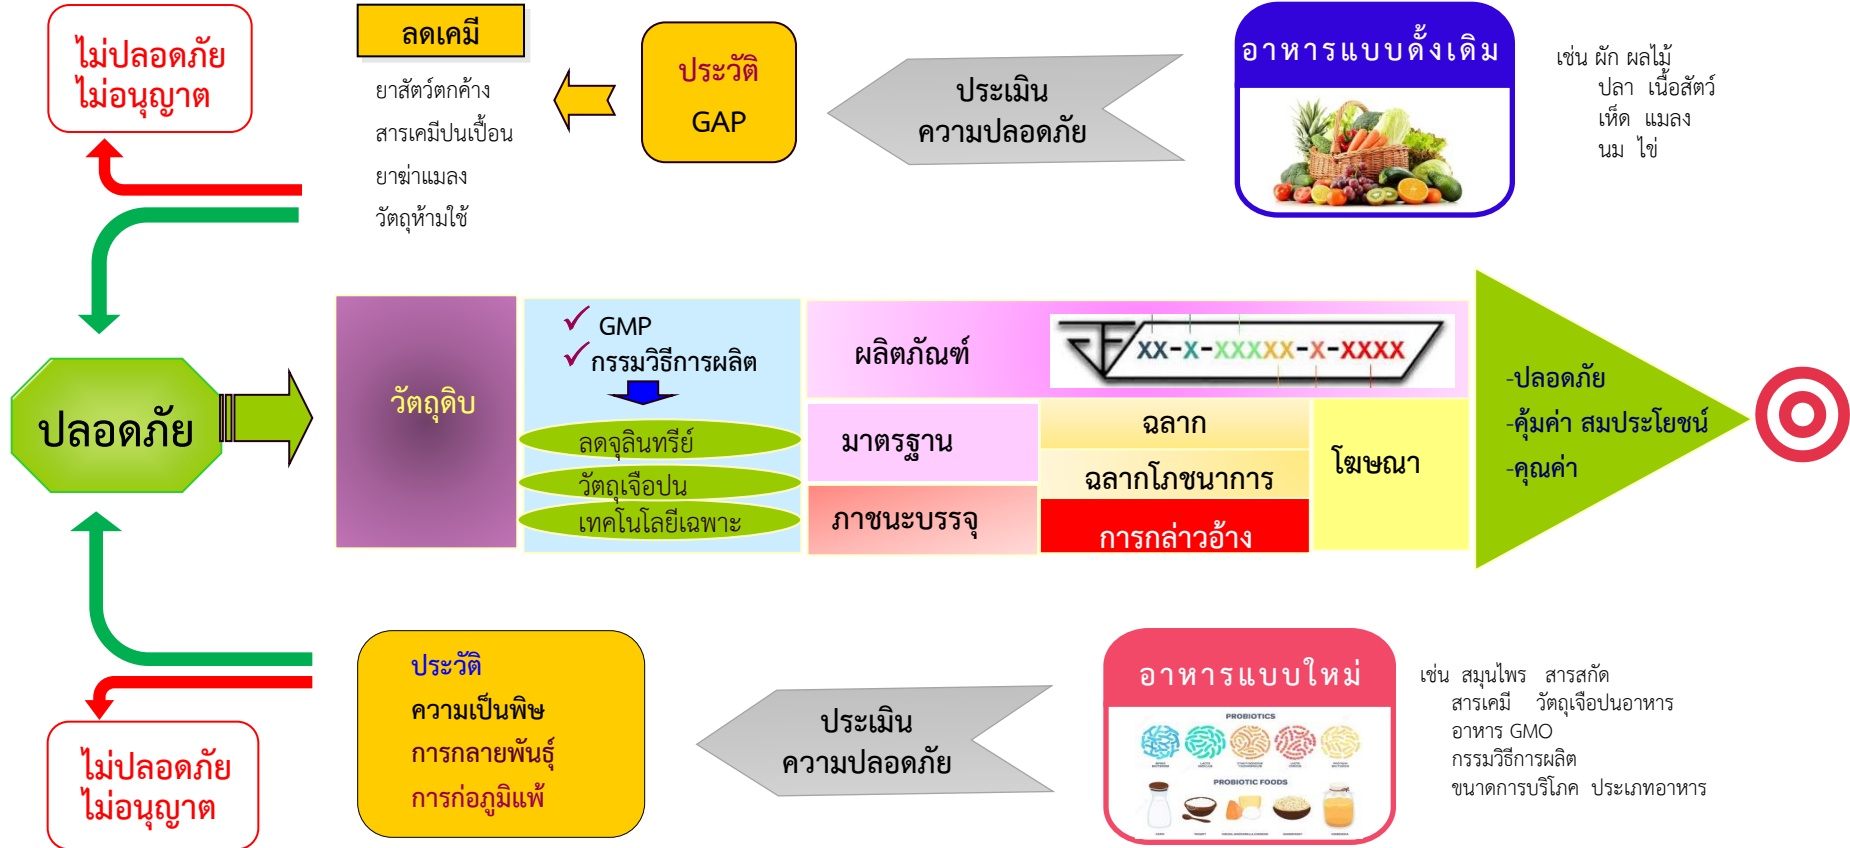 ไม่ปลอดภัย
ไม่อนุญาต
ลดเคมี
ยาสัตว์ตกค้าง
สารเคมีปนเปื้อน
ยาฆ่าแมลง
วัตถุห้ามใช้
ประวัติ
GAP
ประเมิน
ความปลอดภัย
อาหารแบบดั้งเดิม
เช่น ผัก ผลไม้
ปลา เนื้อสัตว์
เห็ด แมลง
นม ไข่
ปลอดภัย
วัตถุดิบ
✓ GMP
✓ กรรมวิธีการผลิต
ลดจุลินทรีย์
วัตถุเจือปน
เทคโนโลยีเฉพาะ
ผลิตภัณฑ์
XX-X-XXXXX-X-XXXX
มาตรฐาน
ภาชนะบรรจุ
ฉลาก
ฉลากโภชนาการ
การกล่าวอ้าง
โฆษณา
-ปลอดภัย
-คุ้มค่า สมประโยชน์
-คุณค่า
ไม่ปลอดภัย
ไม่อนุญาต
ประวัติ
ความเป็นพิษ
การกลายพันธุ์
การก่อภูมิแพ้
ประเมิน
ความปลอดภัย
อาหารแบบใหม่
PROBIOTICS
PROBIOTIC FOODS
เช่น สมุนไพร สารสกัด
สารเคมี วัตถุเจือปนอาหาร
อาหาร GMO
กรรมวิธีการผลิต
ขนาดการบริโภค ประเภทอาหาร